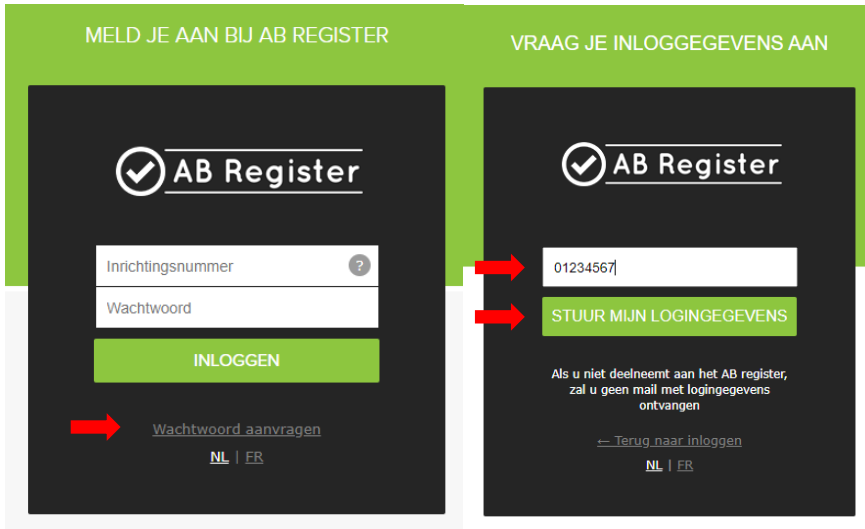 MELD JE AAN BIJ AB REGISTER
AB Register
Inrichtingsnummer ?
Wachtwoord
INLOGGEN
Wachtwoord aanvragen
NL | FR
VRAAG JE INLOGGEGEVENS AAN
AB Register
01234567
STUUR MIJN LOGINGEGEVENS
Als u niet deelneemt aan het AB register,
zal u geen mail met logingegevens
ontvangen
← Terug naar inloggen
NL | FR